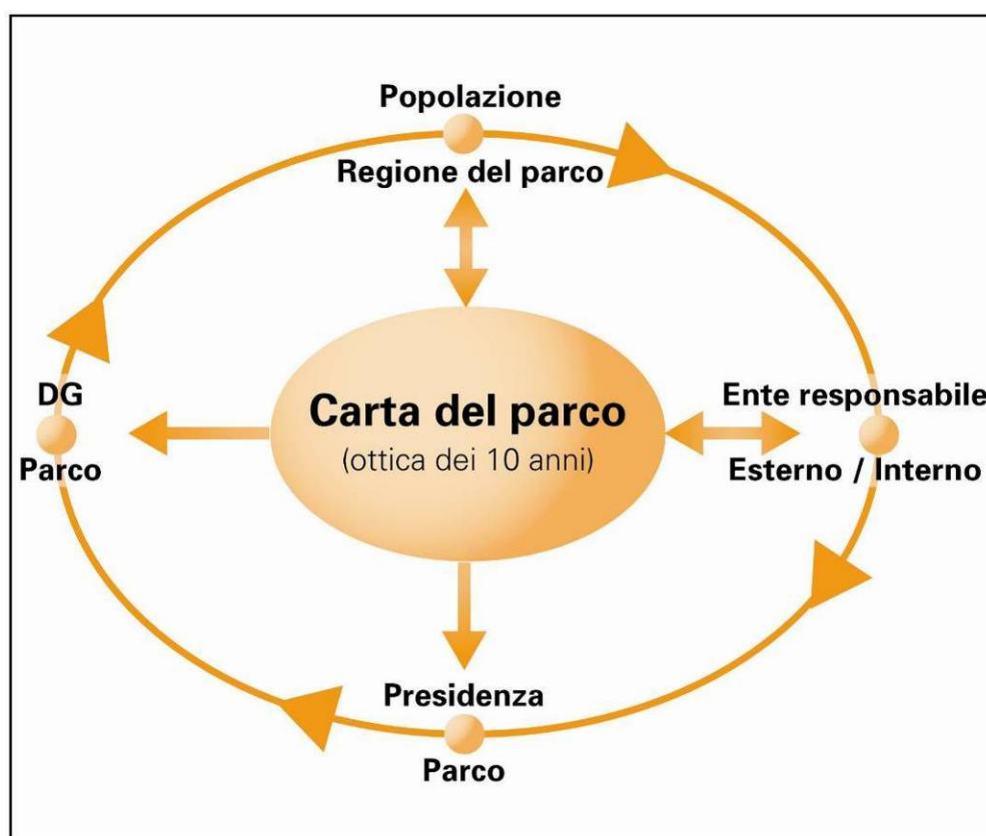 Popolazione
Regione del parco
DG
Parco
Carta del parco
(ottica dei 10 anni)
Ente responsabile
Esterno / Interno
Presidenza
Parco